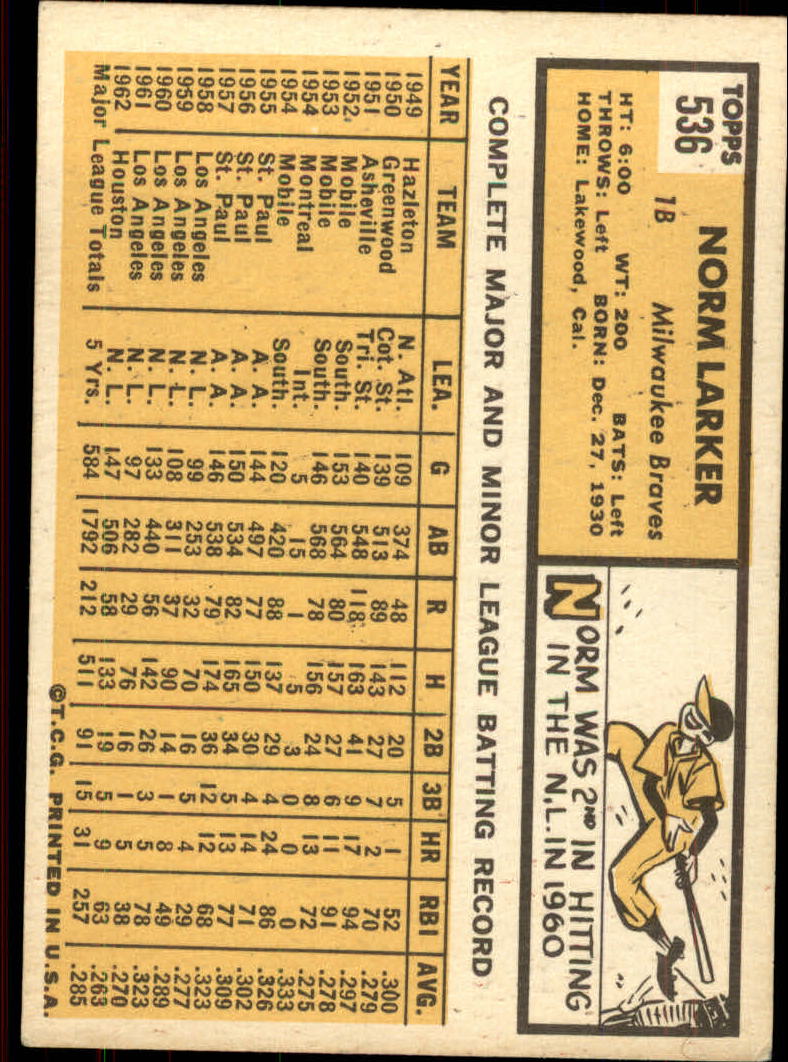 TOPPS
536
NORM LARKER
1B Milwaukee Braves
HT: 6:00 WT: 200 BATS: Left
THROWS: Left BORN: Dec. 27, 1930
HOME: Lakewood, Cal.
NORM WAS 2ND IN HITTING
IN THE N.L. IN 1960
COMPLETE MAJOR AND MINOR LEAGUE BATTING RECORD
YEAR TEAM LEA. G AB R H 2B 3B HR RBI AVG.
1949 Hazleton N. Atl. 109 374 48 112 20 5 1 52 .300
1950 Greenwood Cot. St. 139 513 89 143 27 7 2 70 .279
1951 Asheville Tri. St. 140 548 118 163 41 9 17 94 .297
1952 Mobile South. 153 564 80 157 27 6 11 91 .278
1953 Mobile South. 146 568 78 156 24 8 13 72 .275
1954 Montreal Int. 5 15 1 5 3 0 0 0 .333
1954 Mobile South. 120 420 88 137 29 4 24 86 .326
1955 St. Paul A. A. 144 497 77 150 30 4 14 71 .302
1956 St. Paul A. A. 150 534 82 165 34 5 13 77 .309
1957 St. Paul A. A. 146 538 79 174 36 12 12 68 .323
1958 Los Angeles N. L. 99 253 32 70 16 5 4 29 .277
1959 Los Angeles N. L. 108 311 37 90 14 1 8 49 .289
1960 Los Angeles N. L. 133 440 56 142 26 3 5 78 .323
1961 Los Angeles N. L. 97 282 29 76 16 1 5 38 .270
1962 Houston N. L. 147 506 58 133 19 5 9 63 .263
Major League Totals 5 Yrs. 584 1792 212 511 91 15 31 257 .285
©T.C.G. PRINTED IN U.S.A.